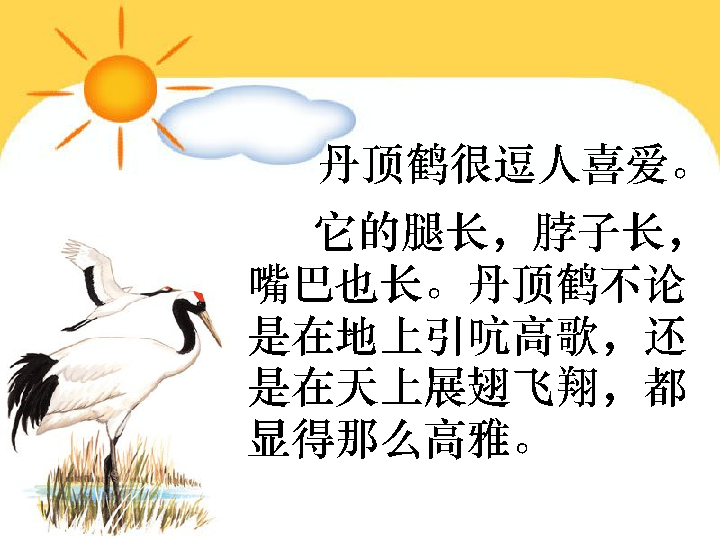 丹顶鹤很逗人喜爱。
它的腿长，脖子长，
嘴巴也长。丹顶鹤不论
是在地上引吭高歌，还
是在天上展翅飞翔，都
显得那么高雅。